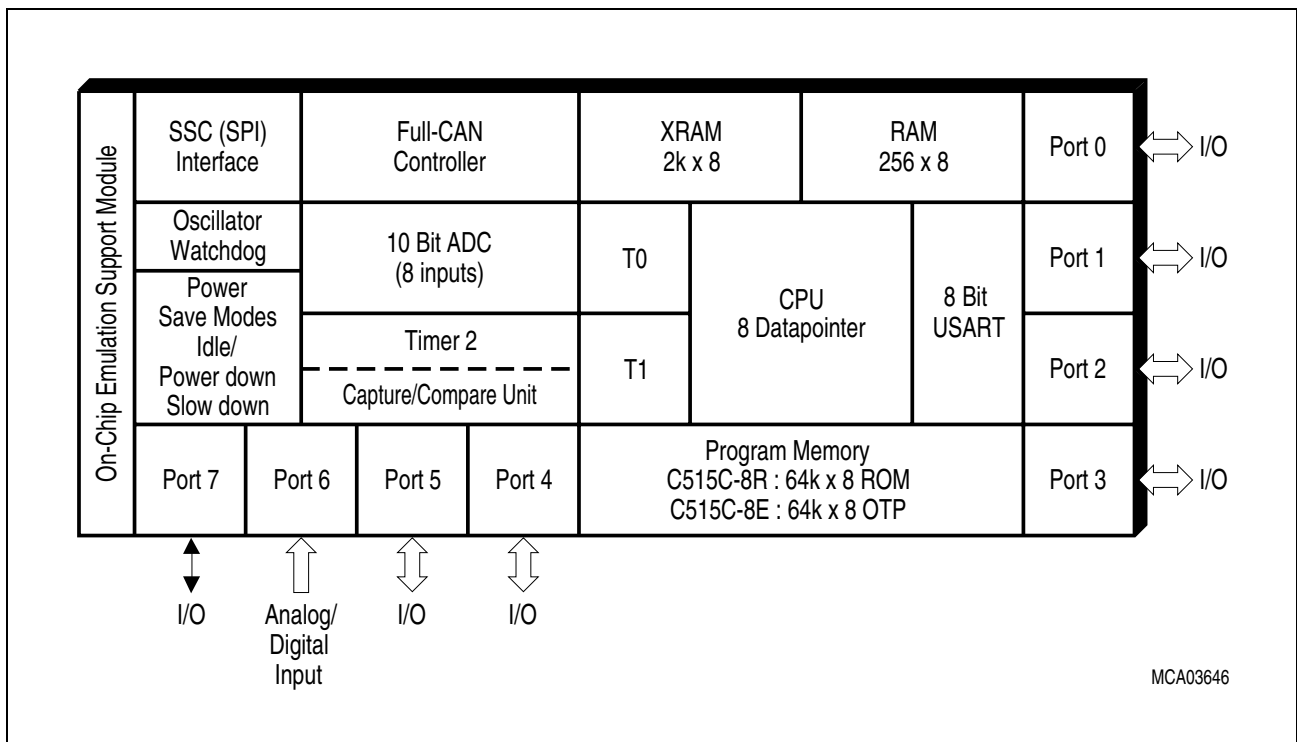 On-Chip Emulation Support Module
SSC (SPI)
Interface
Full-CAN
Controller
XRAM
2k x 8
RAM
256 x 8
Port 0
I/O
Oscillator
Watchdog
10 Bit ADC
(8 inputs)
T0
CPU
8 Datapointer
8 Bit
USART
Port 1
I/O
Power
Save Modes
Idle/
Power down
Slow down
Timer 2
Capture/Compare Unit
T1
Port 2
I/O
Port 7
Port 6
Port 5
Port 4
Program Memory
C515C-8R : 64k x 8 ROM
C515C-8E : 64k x 8 OTP
Port 3
I/O
I/O
Analog/
Digital
Input
I/O
I/O
MCA03646